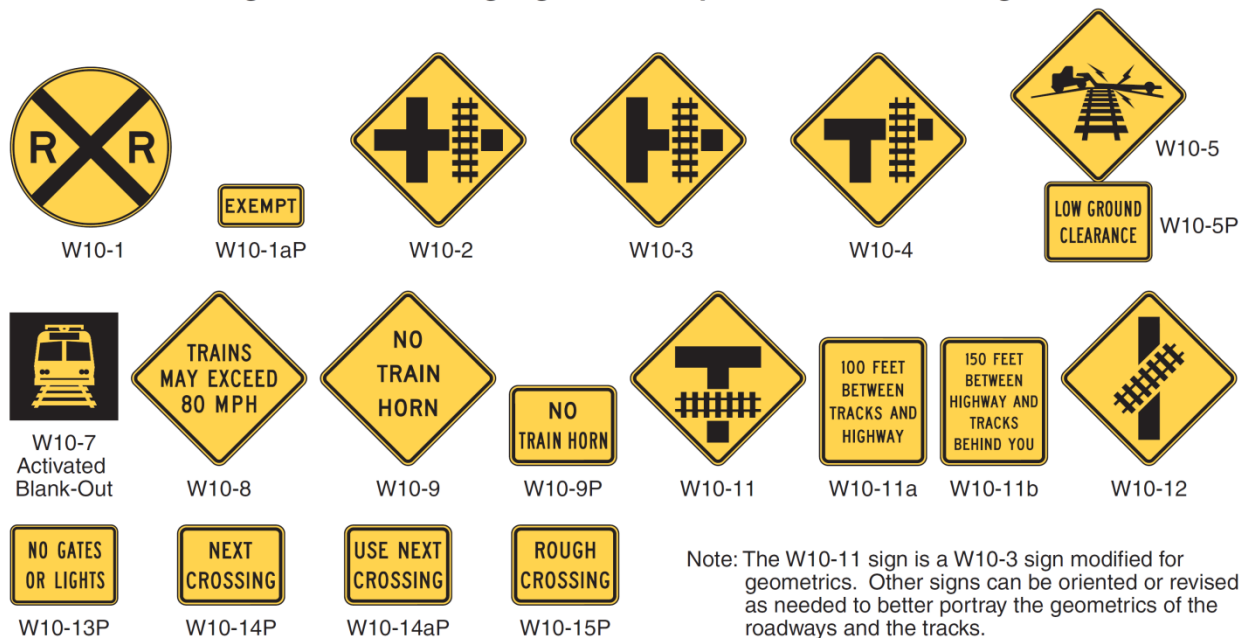 R R
EXEMPT
W10-1
W10-1aP
W10-2
W10-3
W10-4
W10-5
LOW GROUND
CLEARANCE
W10-5P
W10-7
Activated
Blank-Out
TRAINS
MAY EXCEED
80 MPH
W10-8
NO
TRAIN
HORN
W10-9
NO
TRAIN HORN
W10-9P
W10-11
100 FEET
BETWEEN
TRACKS AND
HIGHWAY
W10-11a
150 FEET
BETWEEN
HIGHWAY AND
TRACKS
BEHIND YOU
W10-11b
W10-12
NO GATES
OR LIGHTS
W10-13P
NEXT
CROSSING
W10-14P
USE NEXT
CROSSING
W10-14aP
ROUGH
CROSSING
W10-15P
Note: The W10-11 sign is a W10-3 sign modified for
geometrics. Other signs can be oriented or revised
as needed to better portray the geometrics of the
roadways and the tracks.